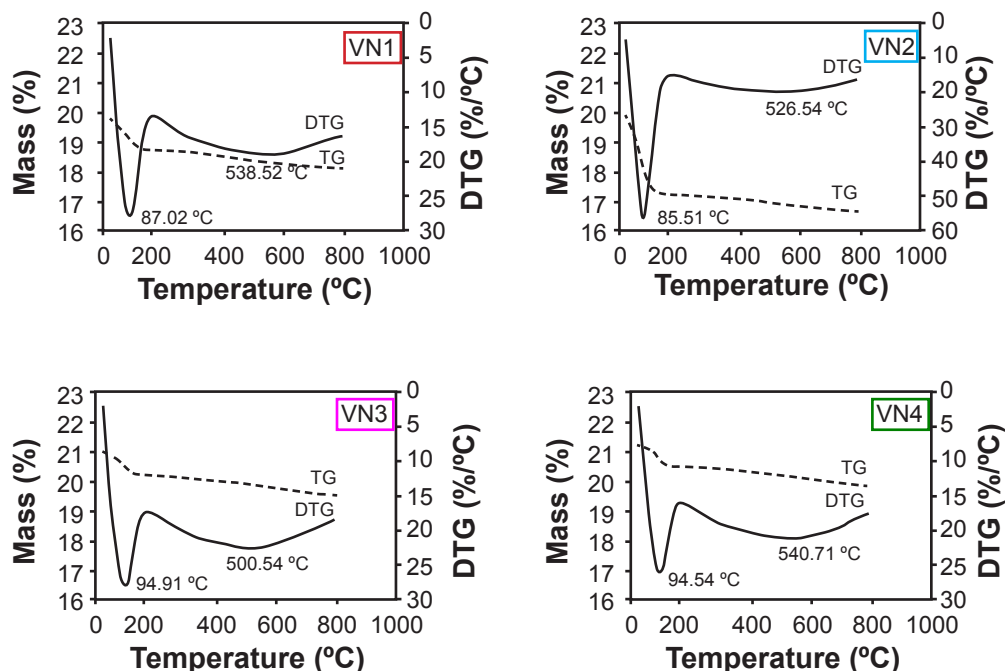 VN1
Mass (%)
23
22
21
20
19
18
17
16
0
5
10
15
20
25
30
DTG (%/ºC)
DTG
TG
538.52 ºC
87.02 ºC
0 200 400 600 800 1000
Temperature (ºC)
VN2
Mass (%)
23
22
21
20
19
18
17
16
0
10
20
30
40
50
60
DTG (%/ºC)
DTG
526.54 ºC
TG
85.51 ºC
0 200 400 600 800 1000
Temperature (ºC)
VN3
Mass (%)
23
22
21
20
19
18
17
16
0
5
10
15
20
25
30
DTG (%/ºC)
TG
DTG
500.54 ºC
94.91 ºC
0 200 400 600 800 1000
Temperature (ºC)
VN4
Mass (%)
23
22
21
20
19
18
17
16
0
5
10
15
20
25
30
DTG (%/ºC)
TG
DTG
540.71 ºC
94.54 ºC
0 200 400 600 800 1000
Temperature (ºC)